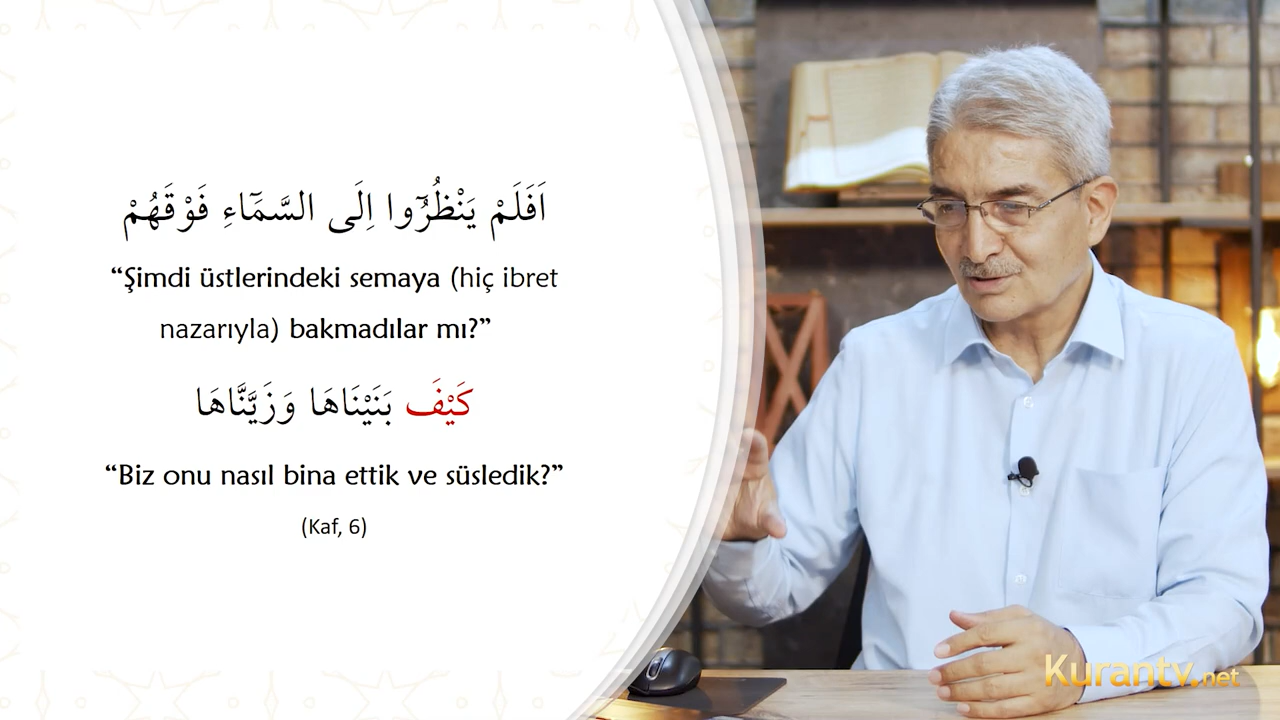 اَفَلَمْ يَنْظُرُٓوا اِلَى السَّمَٓاءِ فَوْقَهُمْ
“Şimdi üstlerindeki semaya (hiç ibret
nazarıyla) bakmadılar mı?”
كَيْفَ بَنَيْنَاهَا وَزَيَّنَّاهَا
“Biz onu nasıl bina ettik ve süsledik?”
(Kaf, 6)
Kurantv.net